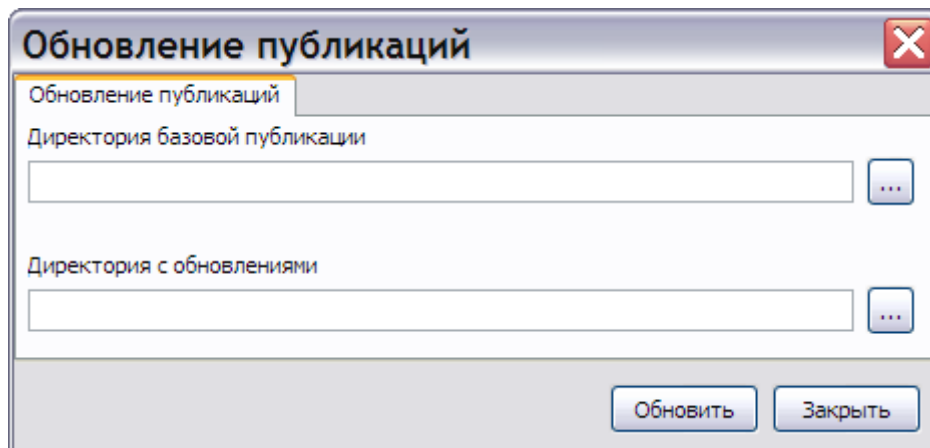 Обновление публикаций
Обновление публикаций
Директория базовой публикации
...
Директория с обновлениями
...
Обновить Закрыть